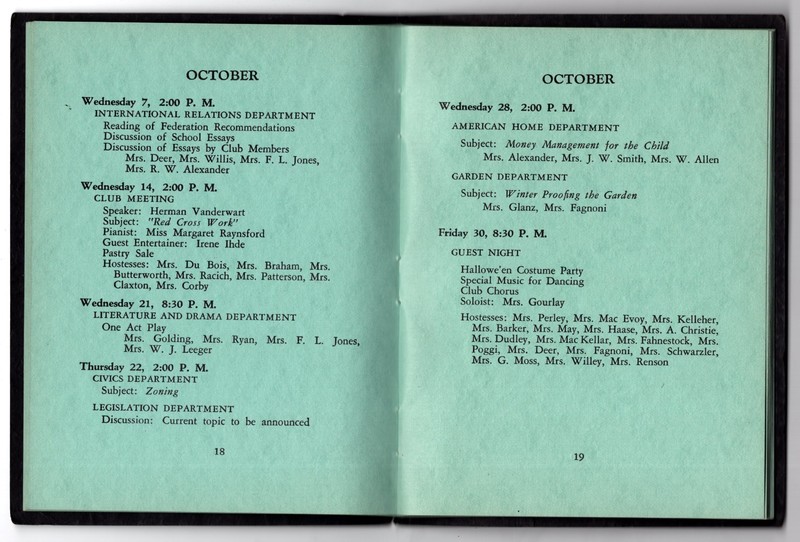 OCTOBER
Wednesday 7, 2:00 P. M.
INTERNATIONAL RELATIONS DEPARTMENT
Reading of Federation Recommendations
Discussion of School Essays
Discussion of Essays by Club Members
Mrs. Deer, Mrs. Willis, Mrs. F. L. Jones,
Mrs. R. W. Alexander
Wednesday 14, 2:00 P. M.
CLUB MEETING
Speaker: Herman Vanderwart
Subject: "Red Cross Work"
Pianist: Miss Margaret Raynsford
Guest Entertainer: Irene Ihde
Pastry Sale
Hostesses: Mrs. Du Bois, Mrs. Braham, Mrs.
Butterworth, Mrs. Racich, Mrs. Patterson, Mrs.
Claxton, Mrs. Corby
Wednesday 21, 8:30 P. M.
LITERATURE AND DRAMA DEPARTMENT
One Act Play
Mrs. Golding, Mrs. Ryan, Mrs. F. L. Jones,
Mrs. W. J. Leeger
Thursday 22, 2:00 P. M.
CIVICS DEPARTMENT
Subject: Zoning
LEGISLATION DEPARTMENT
Discussion: Current topic to be announced
18
OCTOBER
Wednesday 28, 2:00 P. M.
AMERICAN HOME DEPARTMENT
Subject: Money Management for the Child
Mrs. Alexander, Mrs. J. W. Smith, Mrs. W. Allen
GARDEN DEPARTMENT
Subject: Winter Proofing the Garden
Mrs. Glanz, Mrs. Fagnoni
Friday 30, 8:30 P. M.
GUEST NIGHT
Hallowe'en Costume Party
Special Music for Dancing
Club Chorus
Soloist: Mrs. Gourlay
Hostesses: Mrs. Perley, Mrs. Mac Evoy, Mrs. Kelleher,
Mrs. Barker, Mrs. May, Mrs. Haase, Mrs. A. Christie,
Mrs. Dudley, Mrs. Mac Kellar, Mrs. Fahnestock, Mrs.
Poggi, Mrs. Deer, Mrs. Fagnoni, Mrs. Schwarzler,
Mrs. G. Moss, Mrs. Willey, Mrs. Renson
19